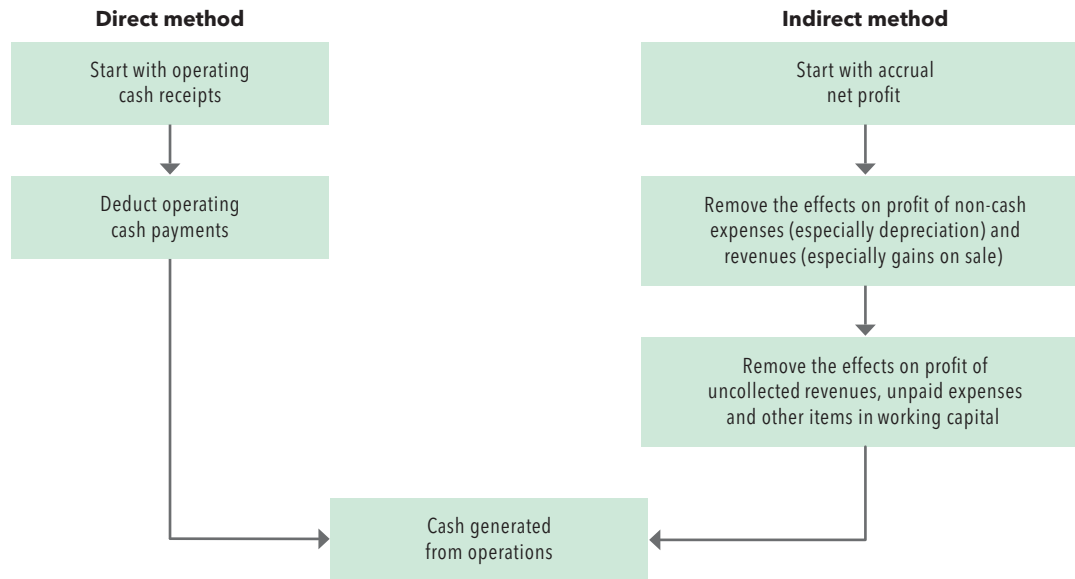 Direct method
Start with operating
cash receipts
Deduct operating
cash payments
Indirect method
Start with accrual
net profit
Remove the effects on profit of non-cash
expenses (especially depreciation) and
revenues (especially gains on sale)
Remove the effects on profit of
uncollected revenues, unpaid expenses
and other items in working capital
Cash generated
from operations